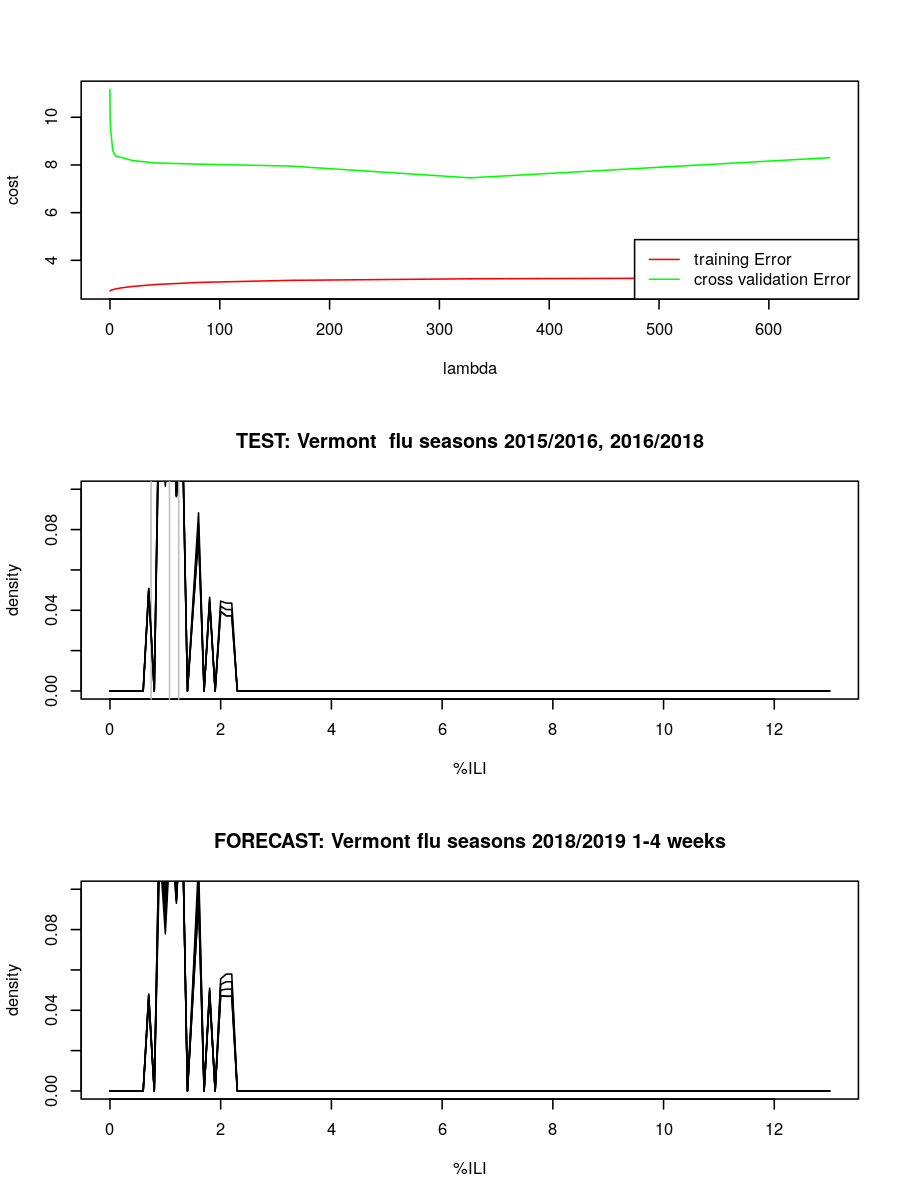 10
8
6
4
cost
training Error
cross validation Error
0 100 200 300 400 500 600
lambda
TEST: Vermont  flu seasons 2015/2016, 2016/2018
0.08
0.04
0.00
density
0 2 4 6 8 10 12
%ILI
FORECAST: Vermont flu seasons 2018/2019 1-4 weeks
0.08
0.04
0.00
density
0 2 4 6 8 10 12
%ILI